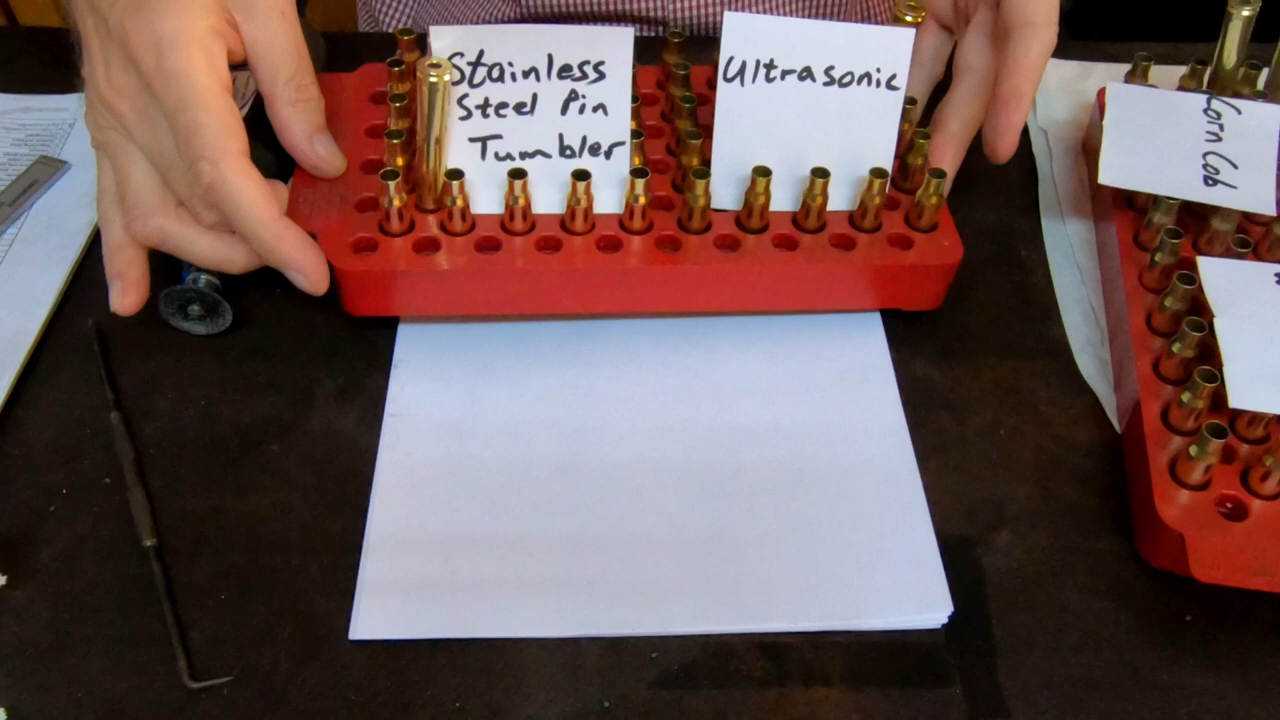 Stainless
Steel Pin
Tumbler
Ultrasonic
Corn Cob